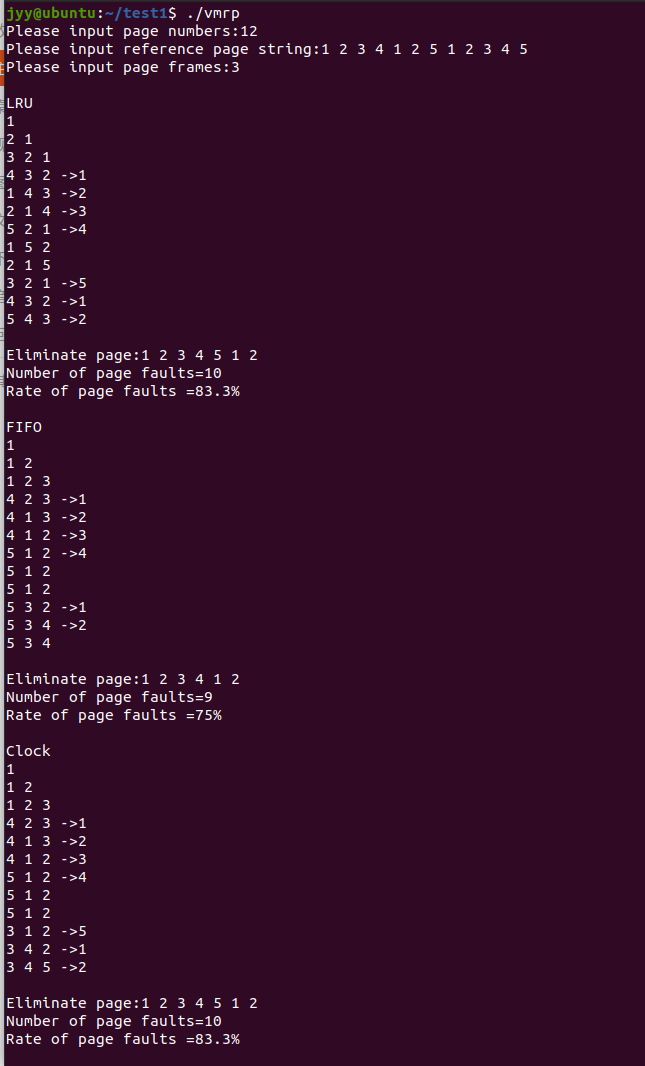 jyy@ubuntu:~/test1$ ./vmrp
Please input page numbers:12
Please input reference page string:1 2 3 4 1 2 5 1 2 3 4 5
Please input page frames:3
LRU
1
2 1
3 2 1
4 3 2 ->1
1 4 3 ->2
2 1 4 ->3
5 2 1 ->4
1 5 2
2 1 5
3 2 1 ->5
4 3 2 ->1
5 4 3 ->2
Eliminate page:1 2 3 4 5 1 2
Number of page faults=10
Rate of page faults =83.3%
FIFO
1
1 2
1 2 3
4 2 3 ->1
4 1 3 ->2
4 1 2 ->3
5 1 2 ->4
5 1 2
5 1 2
5 3 2 ->1
5 3 4 ->2
5 3 4
Eliminate page:1 2 3 4 1 2
Number of page faults=9
Rate of page faults =75%
Clock
1
1 2
1 2 3
4 2 3 ->1
4 1 3 ->2
4 1 2 ->3
5 1 2 ->4
5 1 2
5 1 2
3 1 2 ->5
3 4 2 ->1
3 4 5 ->2
Eliminate page:1 2 3 4 5 1 2
Number of page faults=10
Rate of page faults =83.3%